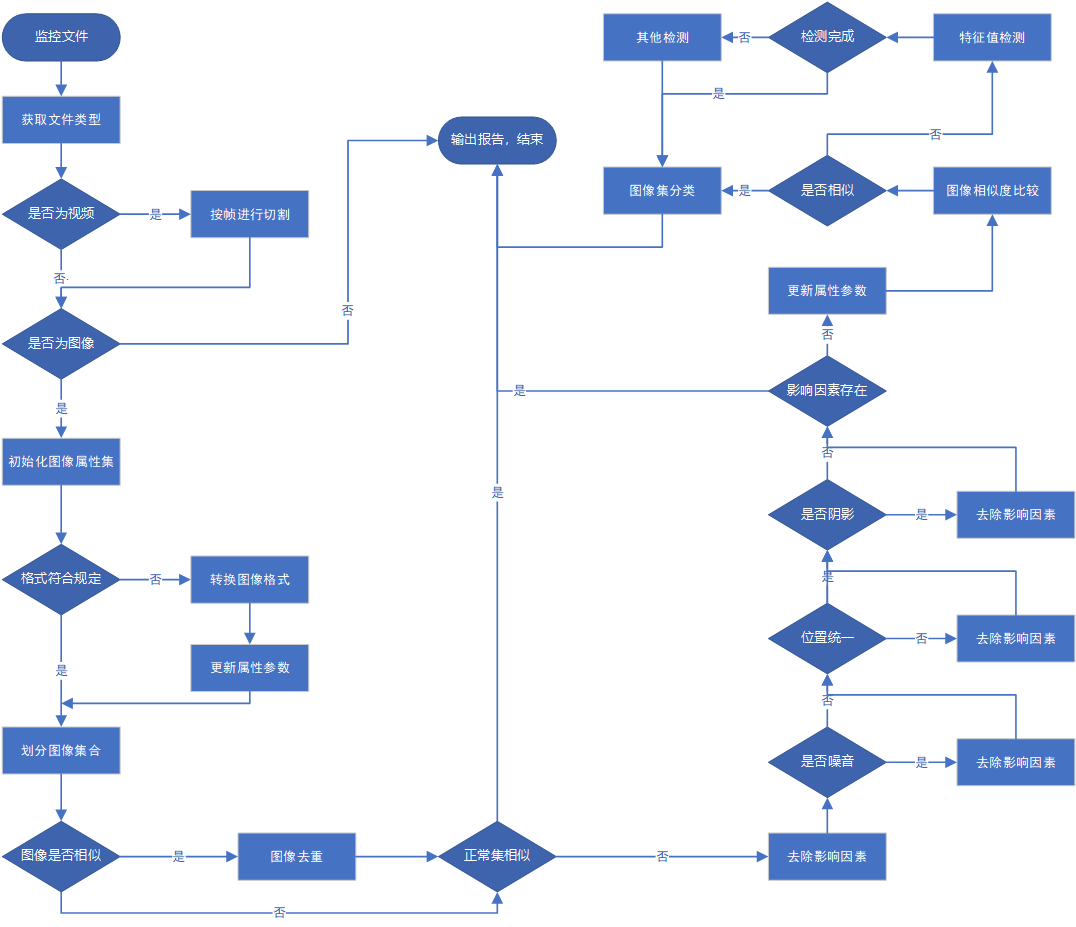 监控文件
获取文件类型
是否为视频
是
按帧进行切割
否·
是否为图像
否
是
初始化图像属性集
格式符合规定
否
转换图像格式
更新属性参数
是
划分图像集合
图像是否相似
是
图像去重
否
正常集相似
是
输出报告，结束
否
去除影响因素
是否噪音
是
去除影响因素
否
位置统一
否
去除影响因素
是
是否阴影
是
去除影响因素
否
影响因素存在
是
否
更新属性参数
图像相似度比较
是否相似
是
图像集分类
否
特征值检测
检测完成
否
其他检测
是